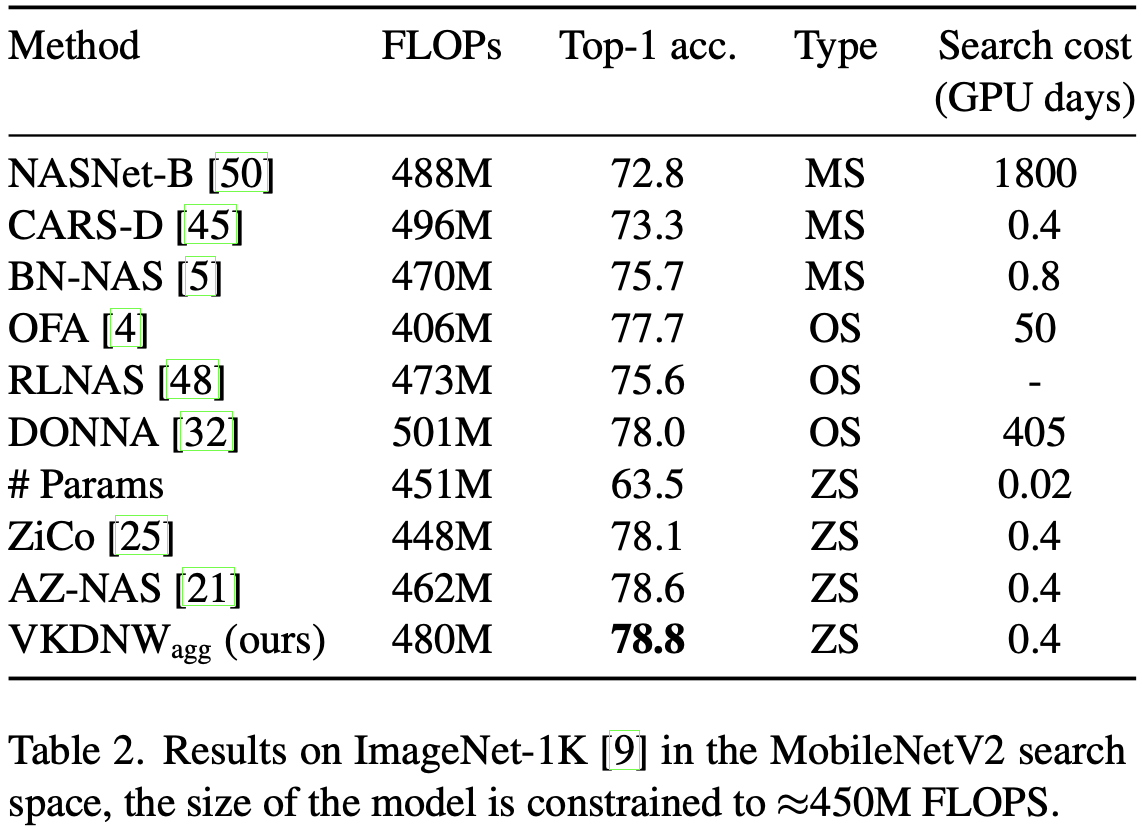 Method FLOPs Top-1 acc. Type Search cost
(GPU days)
NASNet-B [50] 488M 72.8 MS 1800
CARS-D [45] 496M 73.3 MS 0.4
BN-NAS [5] 470M 75.7 MS 0.8
OFA [4] 406M 77.7 OS 50
RLNAS [48] 473M 75.6 OS -
DONNA [32] 501M 78.0 OS 405
# Params 451M 63.5 ZS 0.02
ZiCo [25] 448M 78.1 ZS 0.4
AZ-NAS [21] 462M 78.6 ZS 0.4
VKDNWagg (ours) 480M 78.8 ZS 0.4
Table 2. Results on ImageNet-1K [9] in the MobileNetV2 search
space, the size of the model is constrained to ≈450M FLOPS.